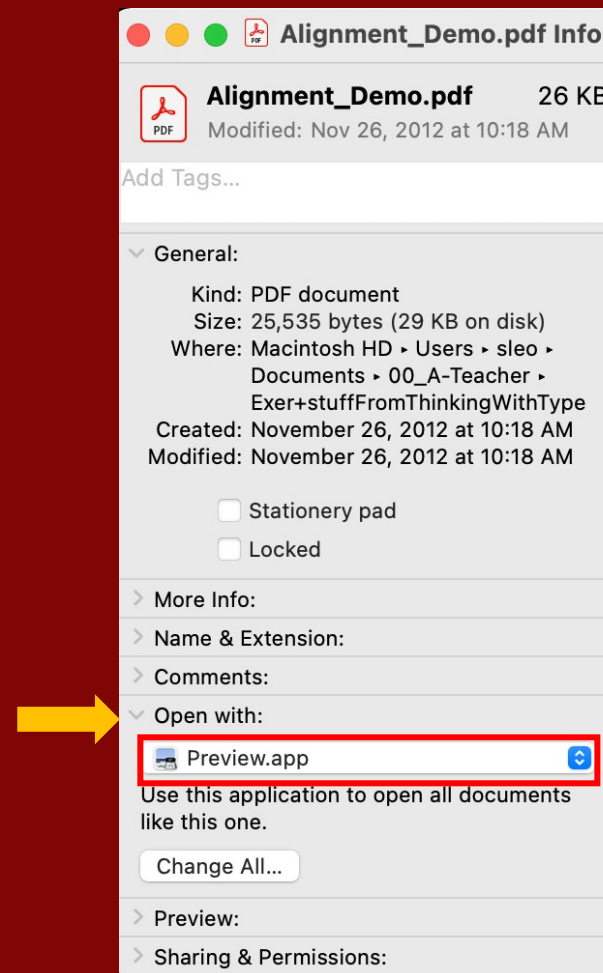 Alignment_Demo.pdf Info
Alignment_Demo.pdf 26 KB
PDF
Modified: Nov 26, 2012 at 10:18 AM
Add Tags...
General:
Kind: PDF document
Size: 25,535 bytes (29 KB on disk)
Where: Macintosh HD ▸ Users ▸ sleo ▸
Documents ▸ 00_A-Teacher ▸
Exer+stuffFromThinkingWithType
Created: November 26, 2012 at 10:18 AM
Modified: November 26, 2012 at 10:18 AM
Stationery pad
Locked
More Info:
Name & Extension:
Comments:
Open with:
Preview.app
Use this application to open all documents
like this one.
Change All...
Preview:
Sharing & Permissions: